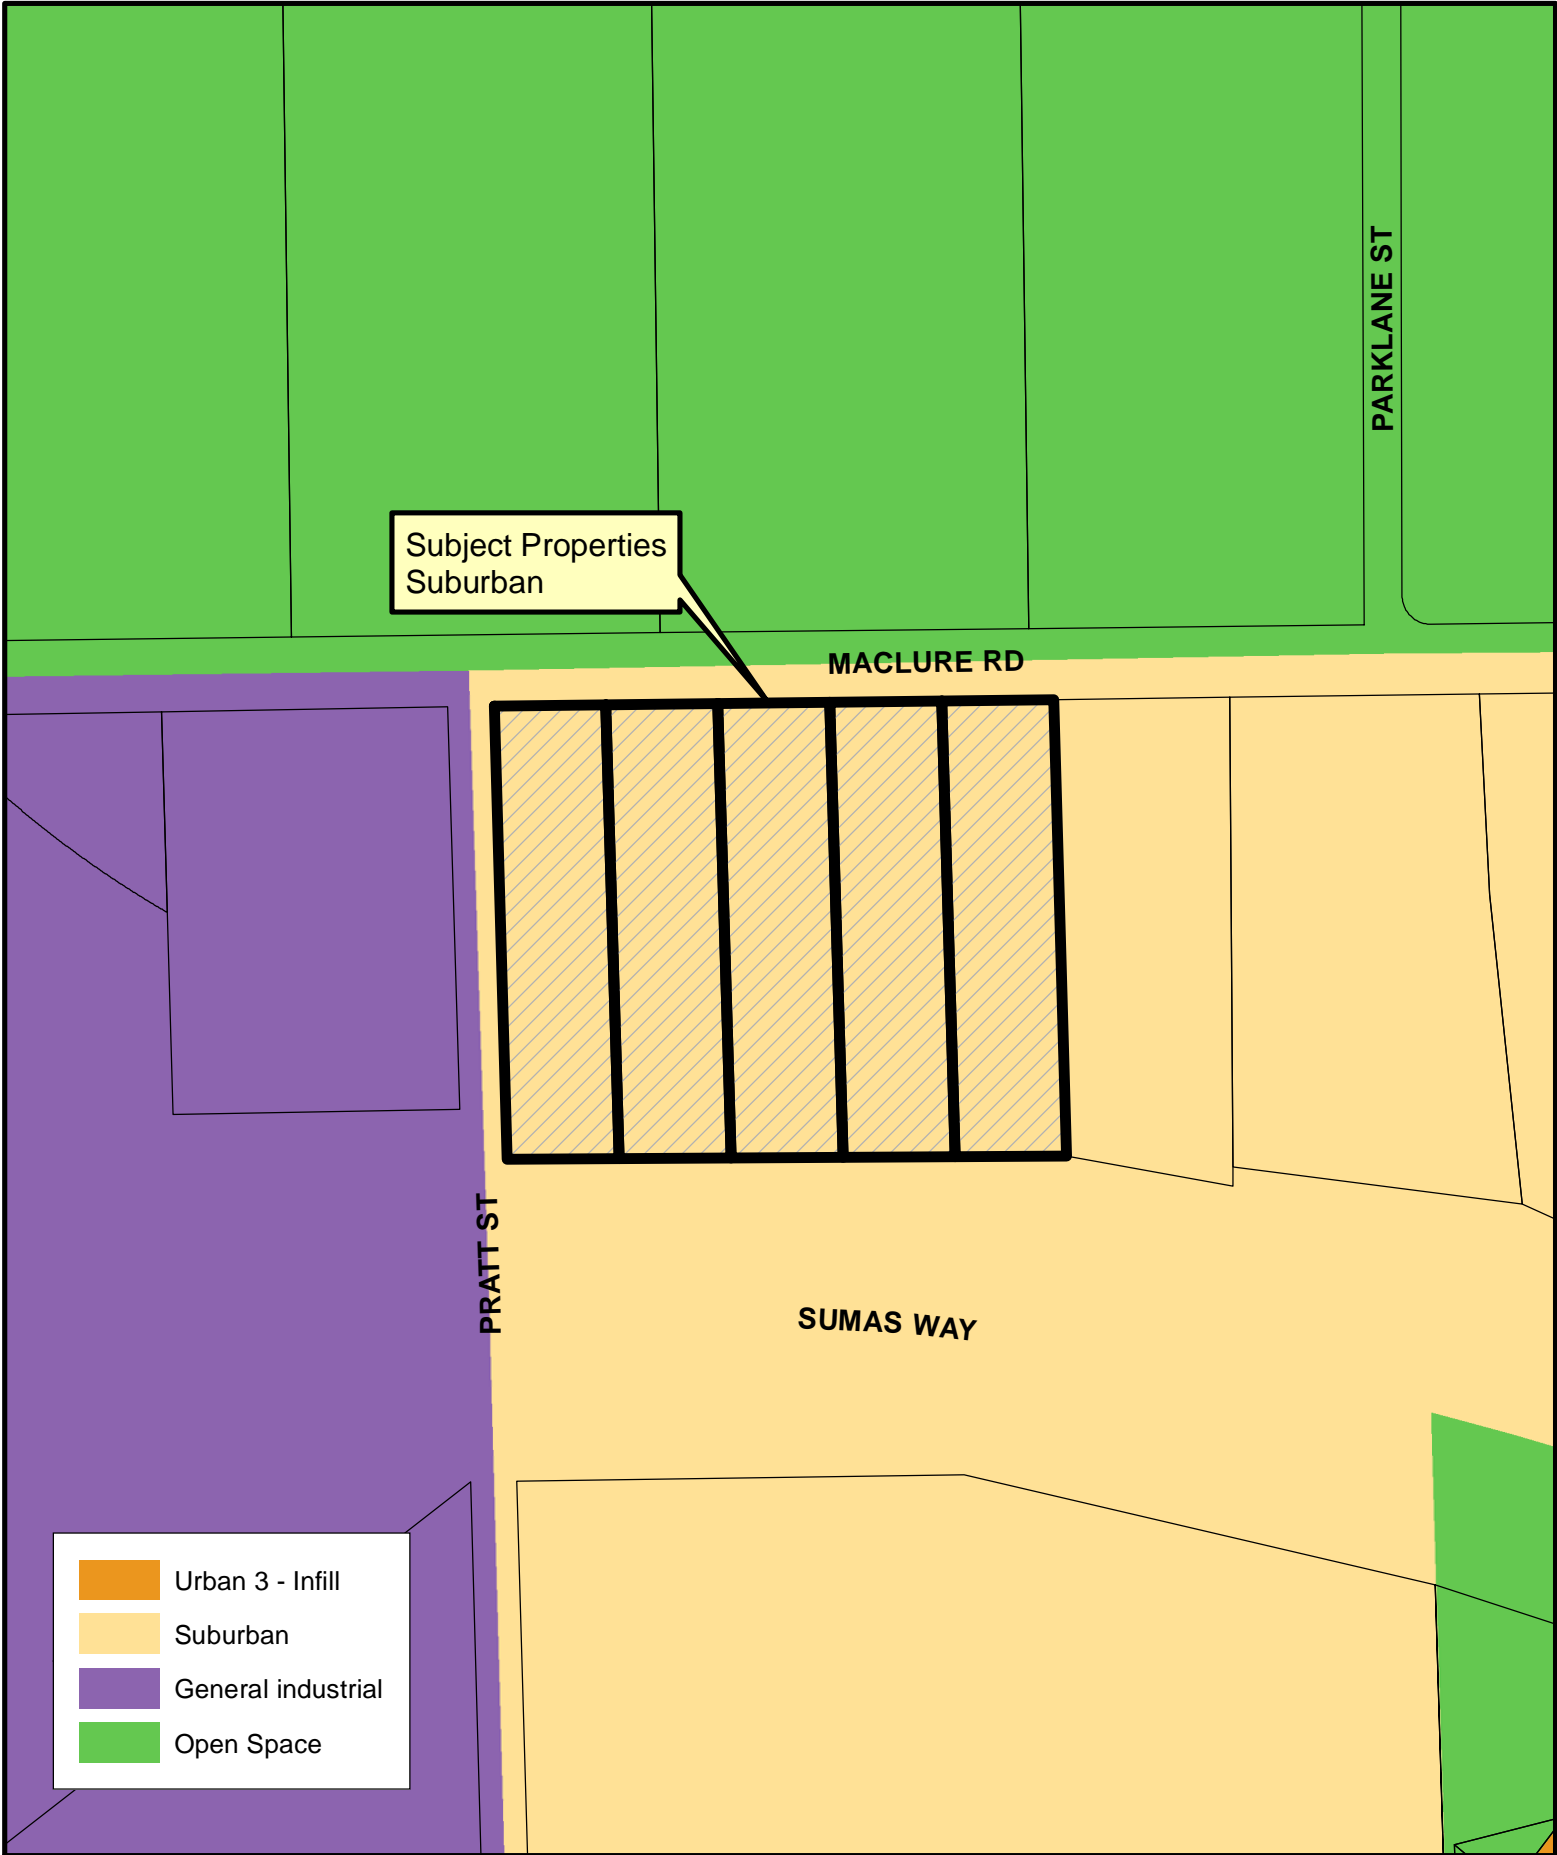 PARKLANE ST
Subject Properties
Suburban
MACLURE RD
PRATT ST
SUMAS WAY
Urban 3 - Infill
Suburban
General industrial
Open Space